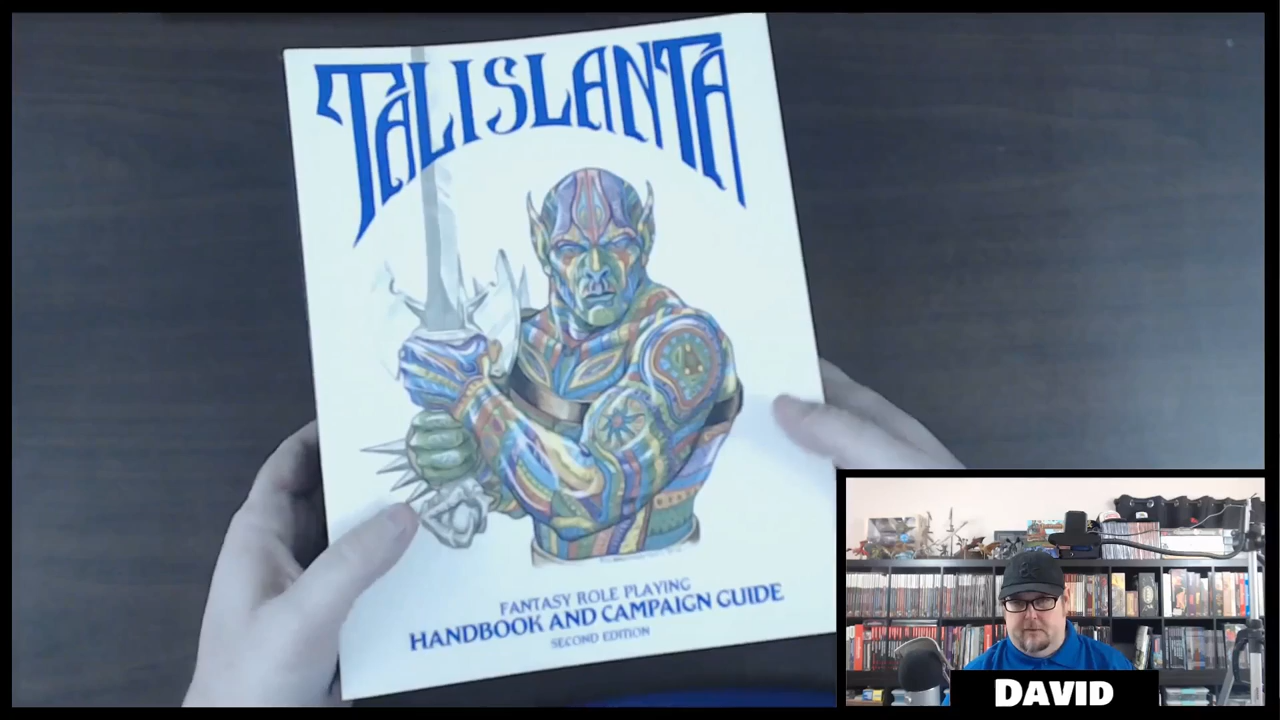 TALISLANTA
FANTASY ROLE PLAYING
HANDBOOK AND CAMPAIGN GUIDE
SECOND EDITION
DAVID